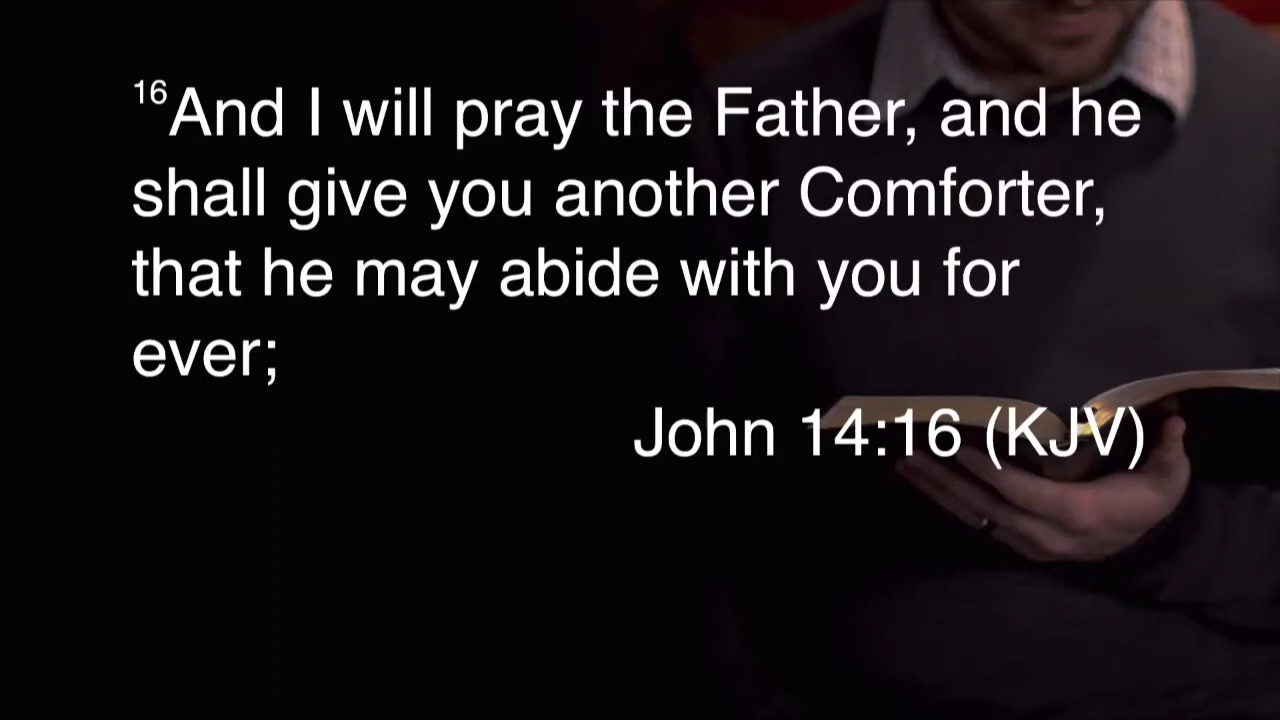 16And I will pray the Father, and he
shall give you another Comforter,
that he may abide with you for
ever;
John 14:16 (KJV)